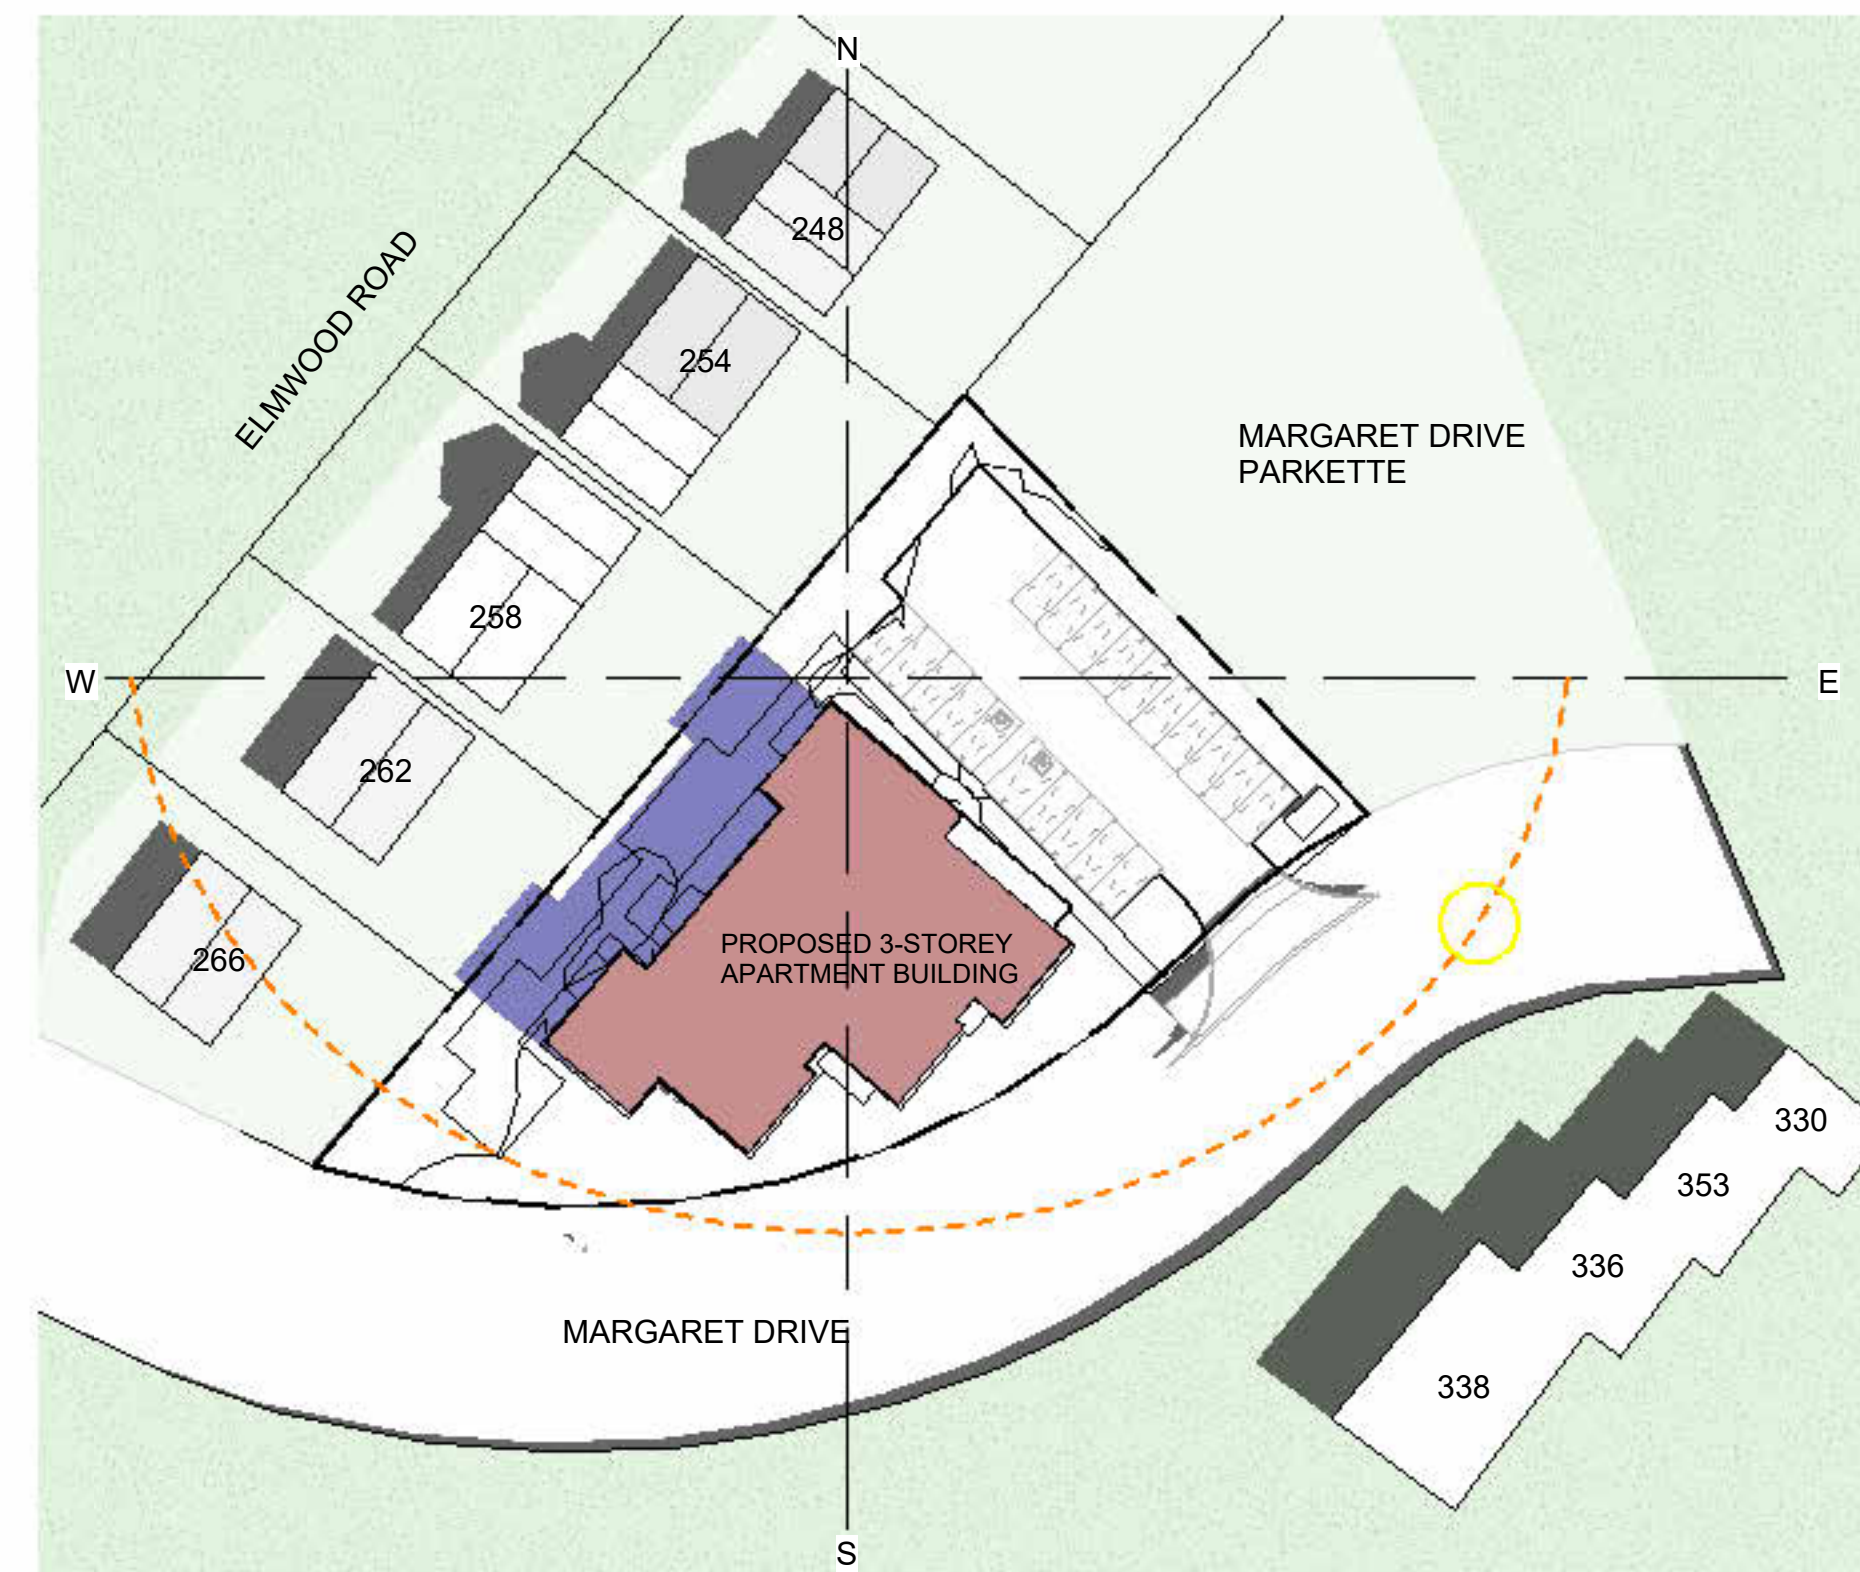 N
248
ELMWOOD ROAD
254
MARGARET DRIVE
PARKETTE
258
W
E
262
266
PROPOSED 3-STOREY
APARTMENT BUILDING
330
353
336
MARGARET DRIVE
338
S